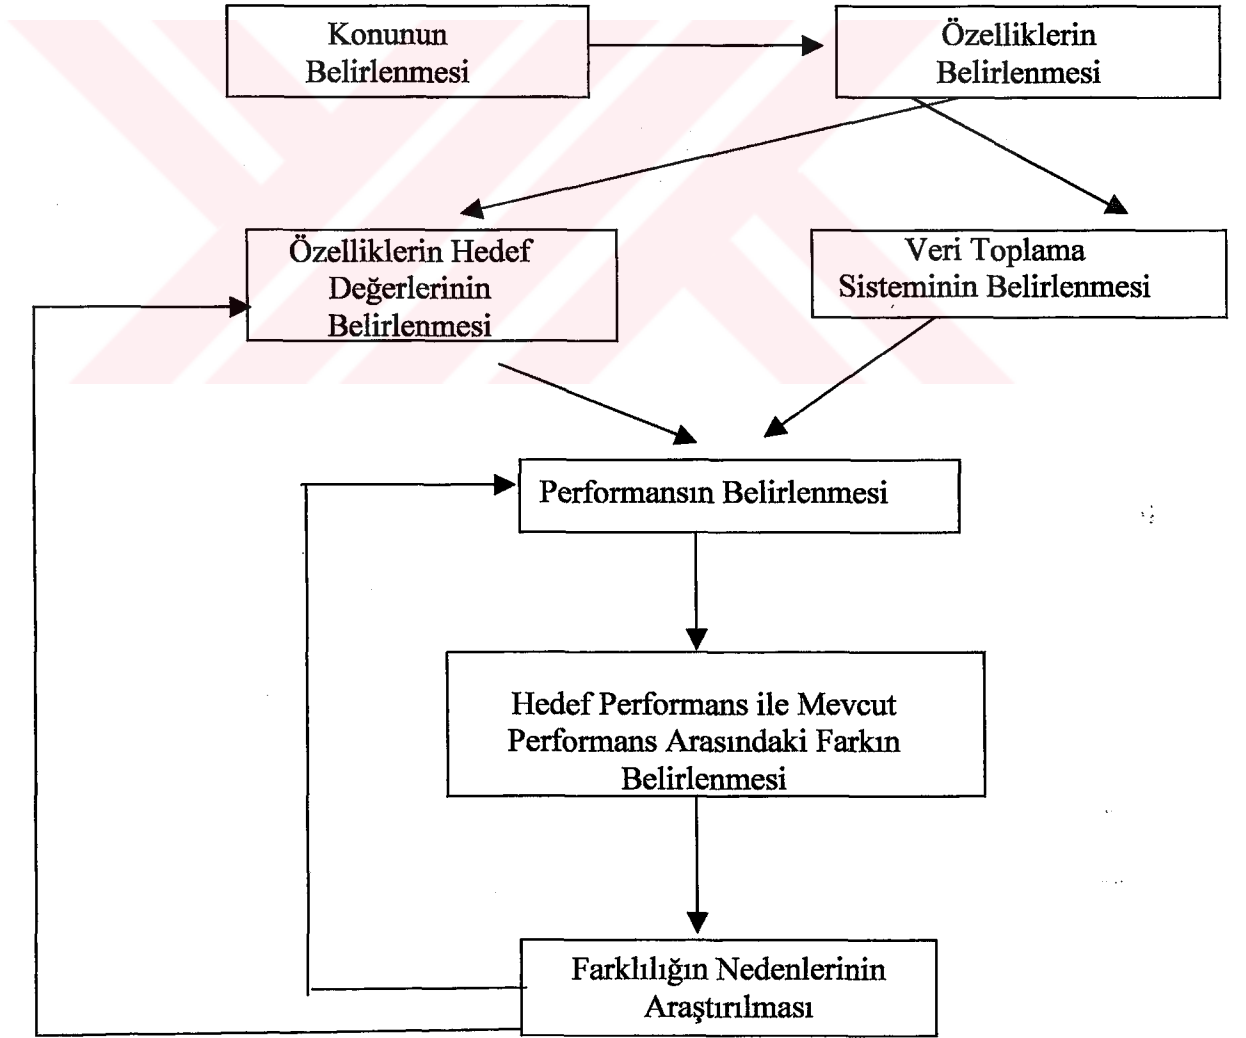 Konunun
Belirlenmesi
Özelliklerin
Belirlenmesi
Özelliklerin Hedef
Değerlerinin
Belirlenmesi
Veri Toplama
Sisteminin Belirlenmesi
Performansın Belirlenmesi
Hedef Performans ile Mevcut
Performans Arasındaki Farkın
Belirlenmesi
Farklılığın Nedenlerinin
Araştırılması